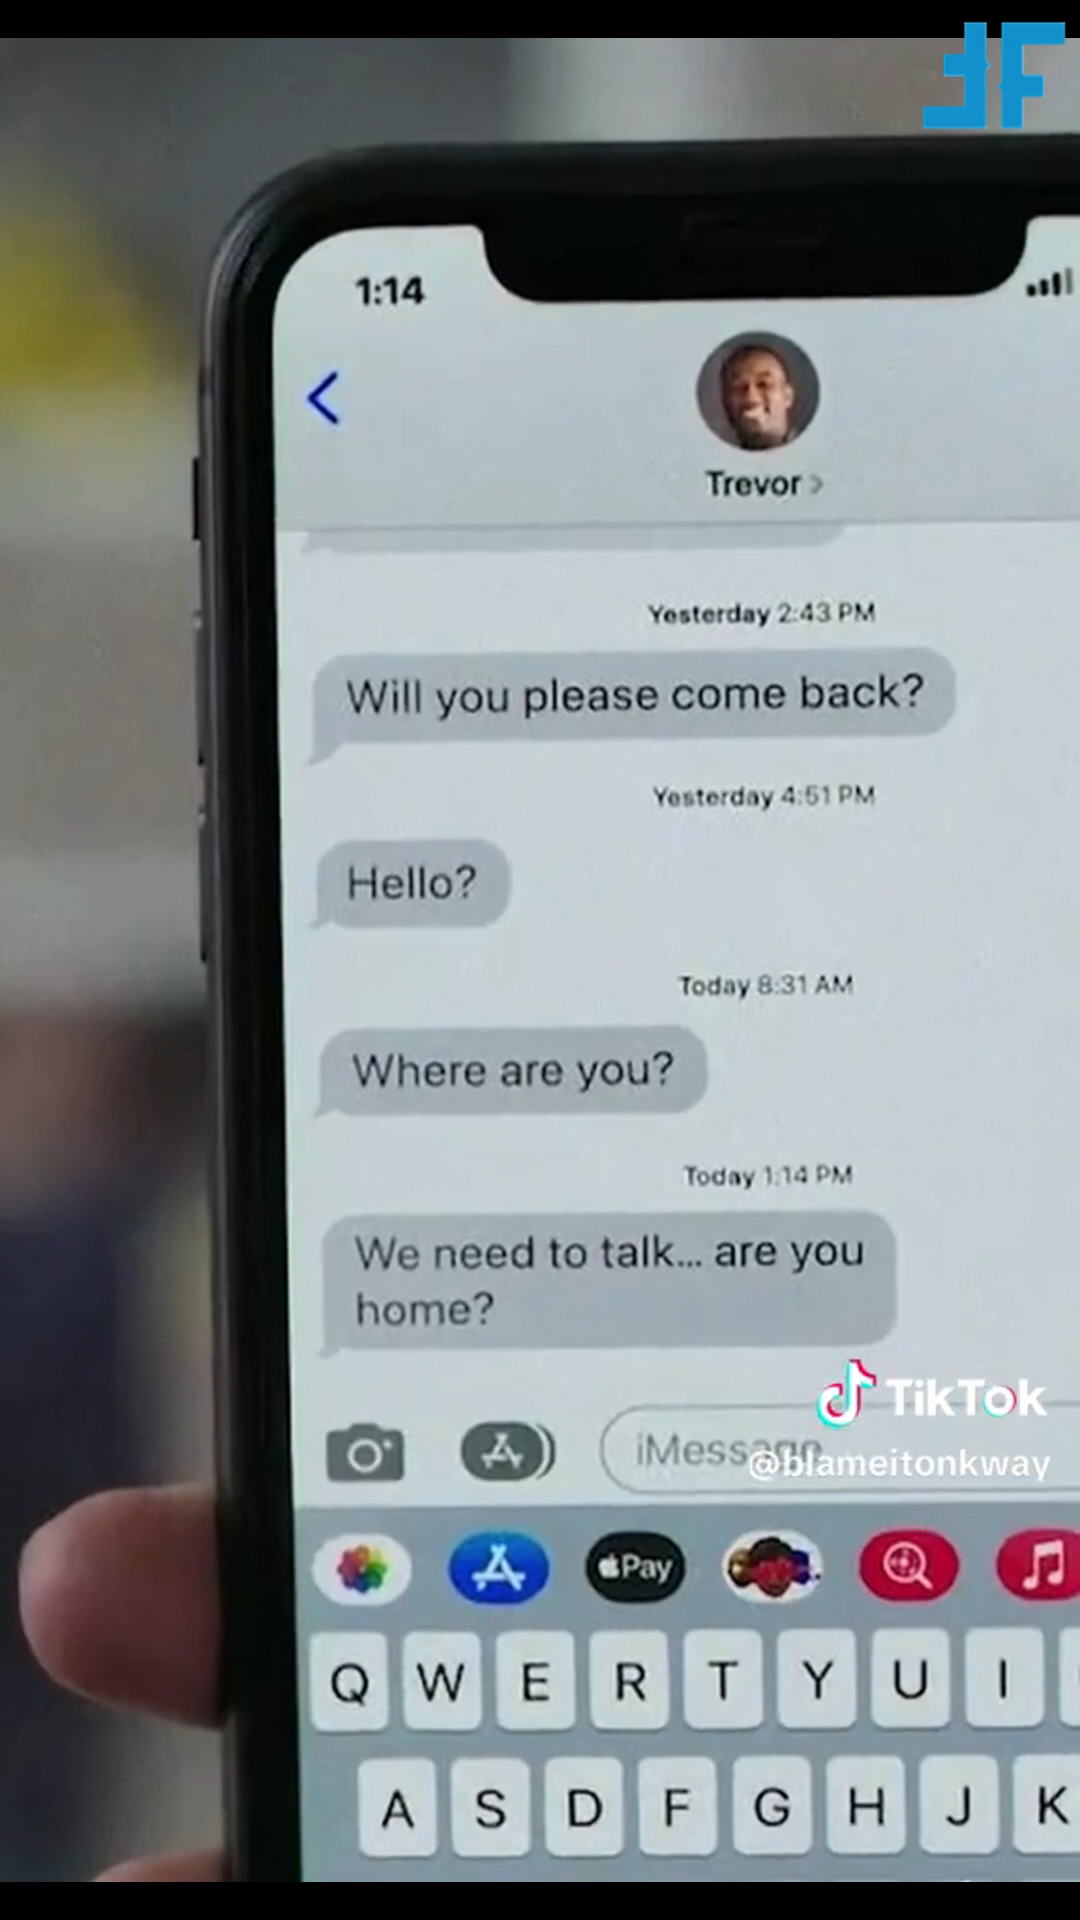 1:14
Trevor
Yesterday 2:43 PM
Will you please come back?
Yesterday 4:51 PM
Hello?
Today 8:31 AM
Where are you?
Today 1:14 PM
We need to talk... are you
home?
TikTok
iMessage
@blameitonkway
Pay
Q W E R T Y U I
A S D F G H J K